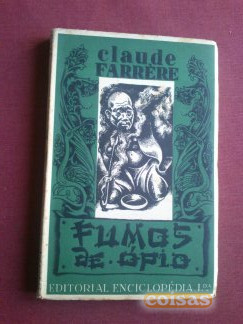 claude
FARRÈRE
FUMOS
DE ÓPIO
EDITORIAL ENCICLOPÉDIA L.DA
coisas